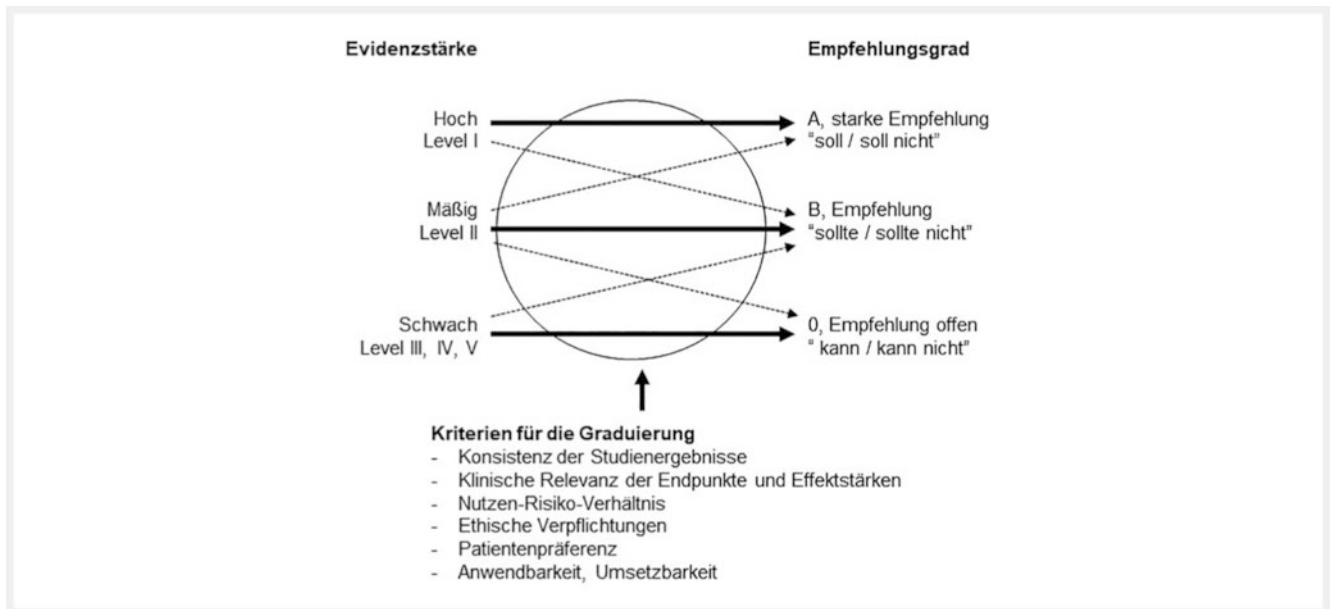 Evidenzstärke
Empfehlungsgrad
Hoch
Level I
A, starke Empfehlung
"soll / soll nicht"
Mäßig
Level II
B, Empfehlung
"sollte / sollte nicht"
Schwach
Level III, IV, V
0, Empfehlung offen
" kann / kann nicht"
Kriterien für die Graduierung
- Konsistenz der Studienergebnisse
- Klinische Relevanz der Endpunkte und Effektstärken
- Nutzen-Risiko-Verhältnis
- Ethische Verpflichtungen
- Patientenpräferenz
- Anwendbarkeit, Umsetzbarkeit